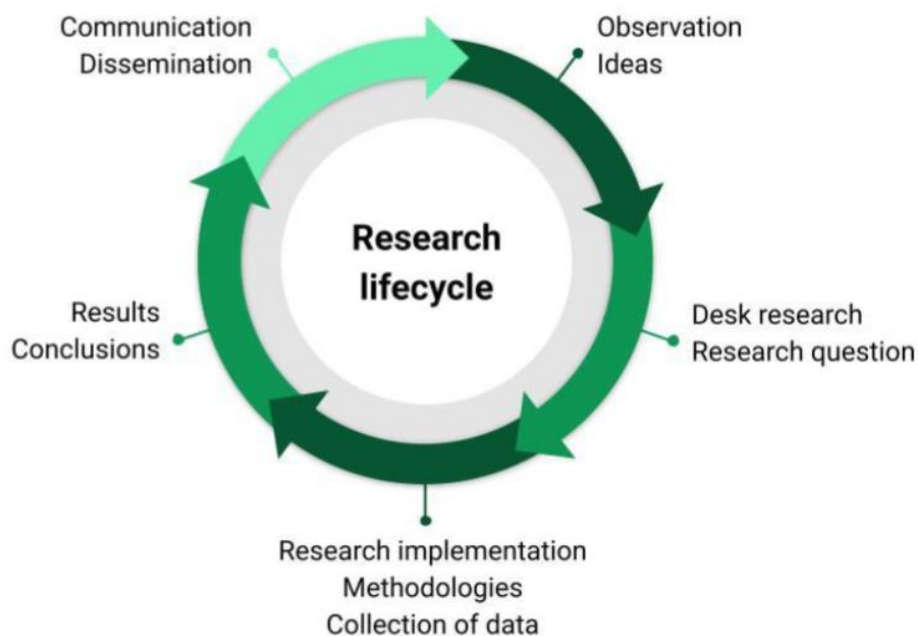 Communication
Dissemination
Observation
Ideas
Research
lifecycle
Results
Conclusions
Desk research
Research question
Research implementation
Methodologies
Collection of data